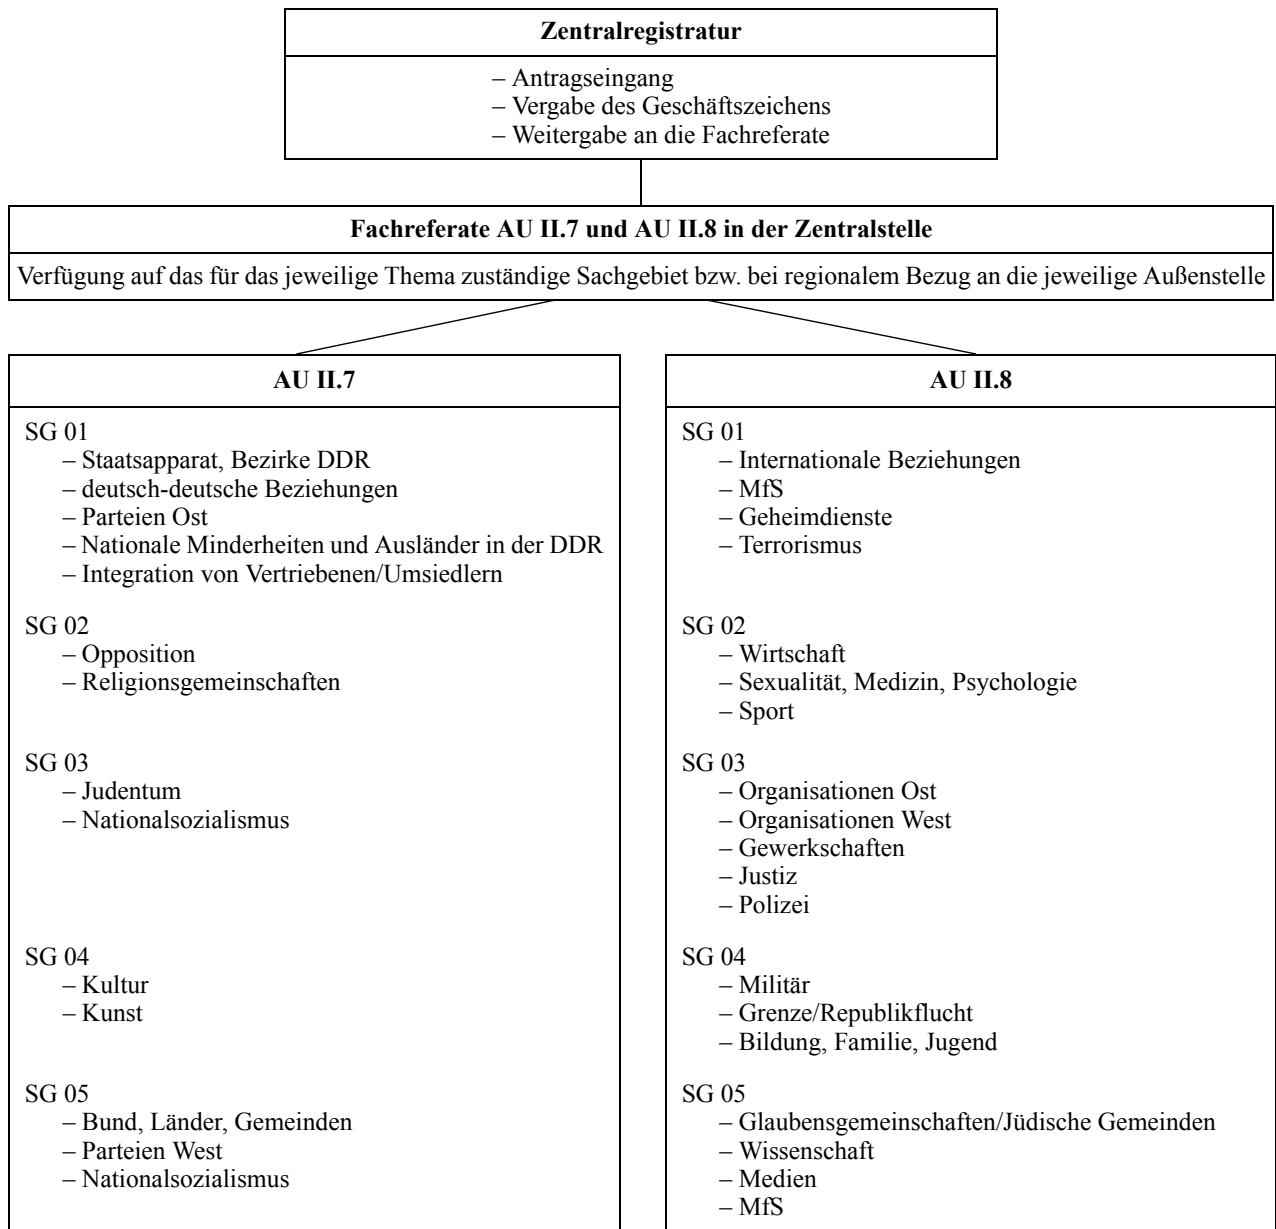 Zentralregistratur
– Antragseingang
– Vergabe des Geschäftszeichens
– Weitergabe an die Fachreferate
Fachreferate AU II.7 und AU II.8 in der Zentralstelle
Verfügung auf das für das jeweilige Thema zuständige Sachgebiet bzw. bei regionalem Bezug an die jeweilige Außenstelle
AU II.7
SG 01
– Staatsapparat, Bezirke DDR
– deutsch-deutsche Beziehungen
– Parteien Ost
– Nationale Minderheiten und Ausländer in der DDR
– Integration von Vertriebenen/Umsiedlern
SG 02
– Opposition
– Religionsgemeinschaften
SG 03
– Judentum
– Nationalsozialismus
SG 04
– Kultur
– Kunst
SG 05
– Bund, Länder, Gemeinden
– Parteien West
– Nationalsozialismus
AU II.8
SG 01
– Internationale Beziehungen
– MfS
– Geheimdienste
– Terrorismus
SG 02
– Wirtschaft
– Sexualität, Medizin, Psychologie
– Sport
SG 03
– Organisationen Ost
– Organisationen West
– Gewerkschaften
– Justiz
– Polizei
SG 04
– Militär
– Grenze/Republikflucht
– Bildung, Familie, Jugend
SG 05
– Glaubensgemeinschaften/Jüdische Gemeinden
– Wissenschaft
– Medien
– MfS